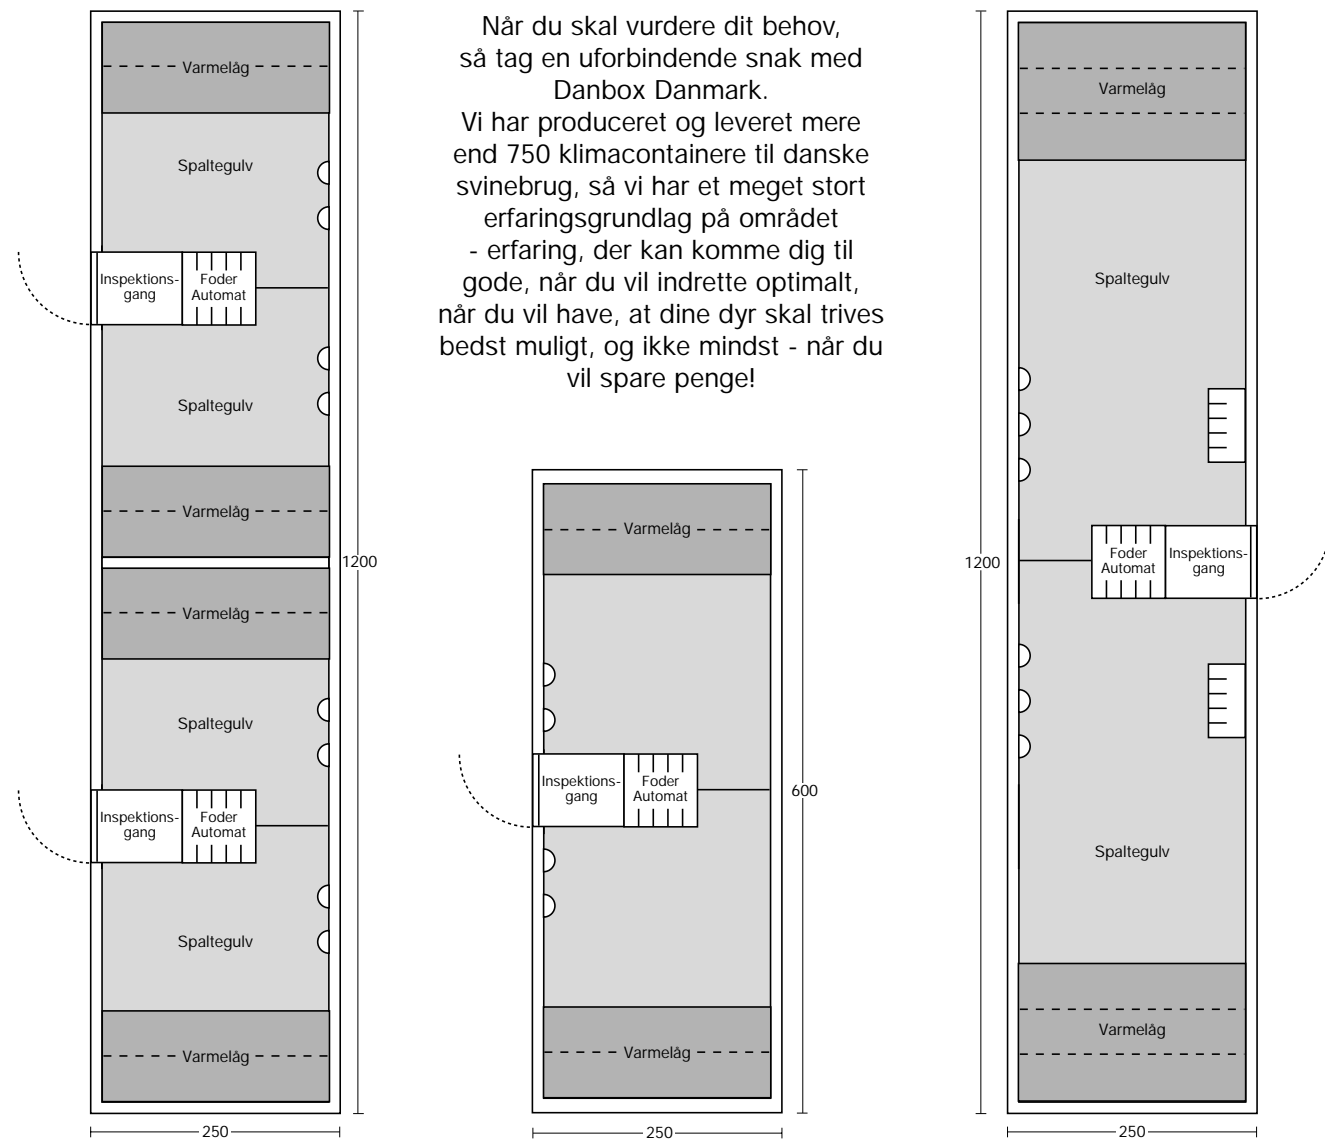 Når du skal vurdere dit behov,
så tag en uforbindende snak med
Danbox Danmark.
Vi har produceret og leveret mere
end 750 klimacontainere til danske
svinebrug, så vi har et meget stort
erfaringsgrundlag på området
- erfaring, der kan komme dig til
gode, når du vil indrette optimalt,
når du vil have, at dine dyr skal trives
bedst muligt, og ikke mindst - når du
vil spare penge!
Varmelåg
Spaltegulv
Inspektions-
gang
Foder
Automat
Spaltegulv
Varmelåg
1200
Varmelåg
Spaltegulv
Inspektions-
gang
Foder
Automat
Spaltegulv
Varmelåg
250
Varmelåg
Inspektions-
gang
Foder
Automat
600
Varmelåg
250
Varmelåg
Spaltegulv
1200
Foder
Automat
Inspektions-
gang
Spaltegulv
Varmelåg
250